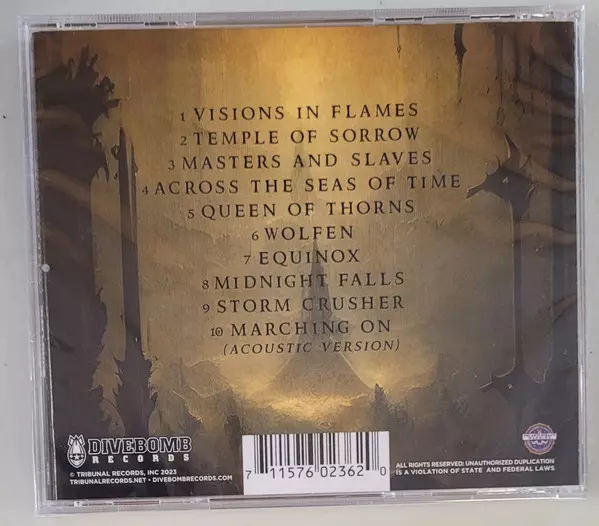 1 VISIONS IN FLAMES
2 TEMPLE OF SORROW
3 MASTERS AND SLAVES
4 ACROSS THE SEAS OF TIME
5 QUEEN OF THORNS
6 WOLFEN
7 EQUINOX
8 MIDNIGHT FALLS
9 STORM CRUSHER
10 MARCHING ON
(ACOUSTIC VERSION)
DIVEBOMB
RECORDS
© TRIBUNAL RECORDS, INC 2023
TRIBUNALRECORDS.NET • DIVEBOMBRECORDS.COM
7 11576 02362 0
ALL RIGHTS RESERVED: UNAUTHORIZED DUPLICATION
IS A VIOLATION OF STATE AND FEDERAL LAWS